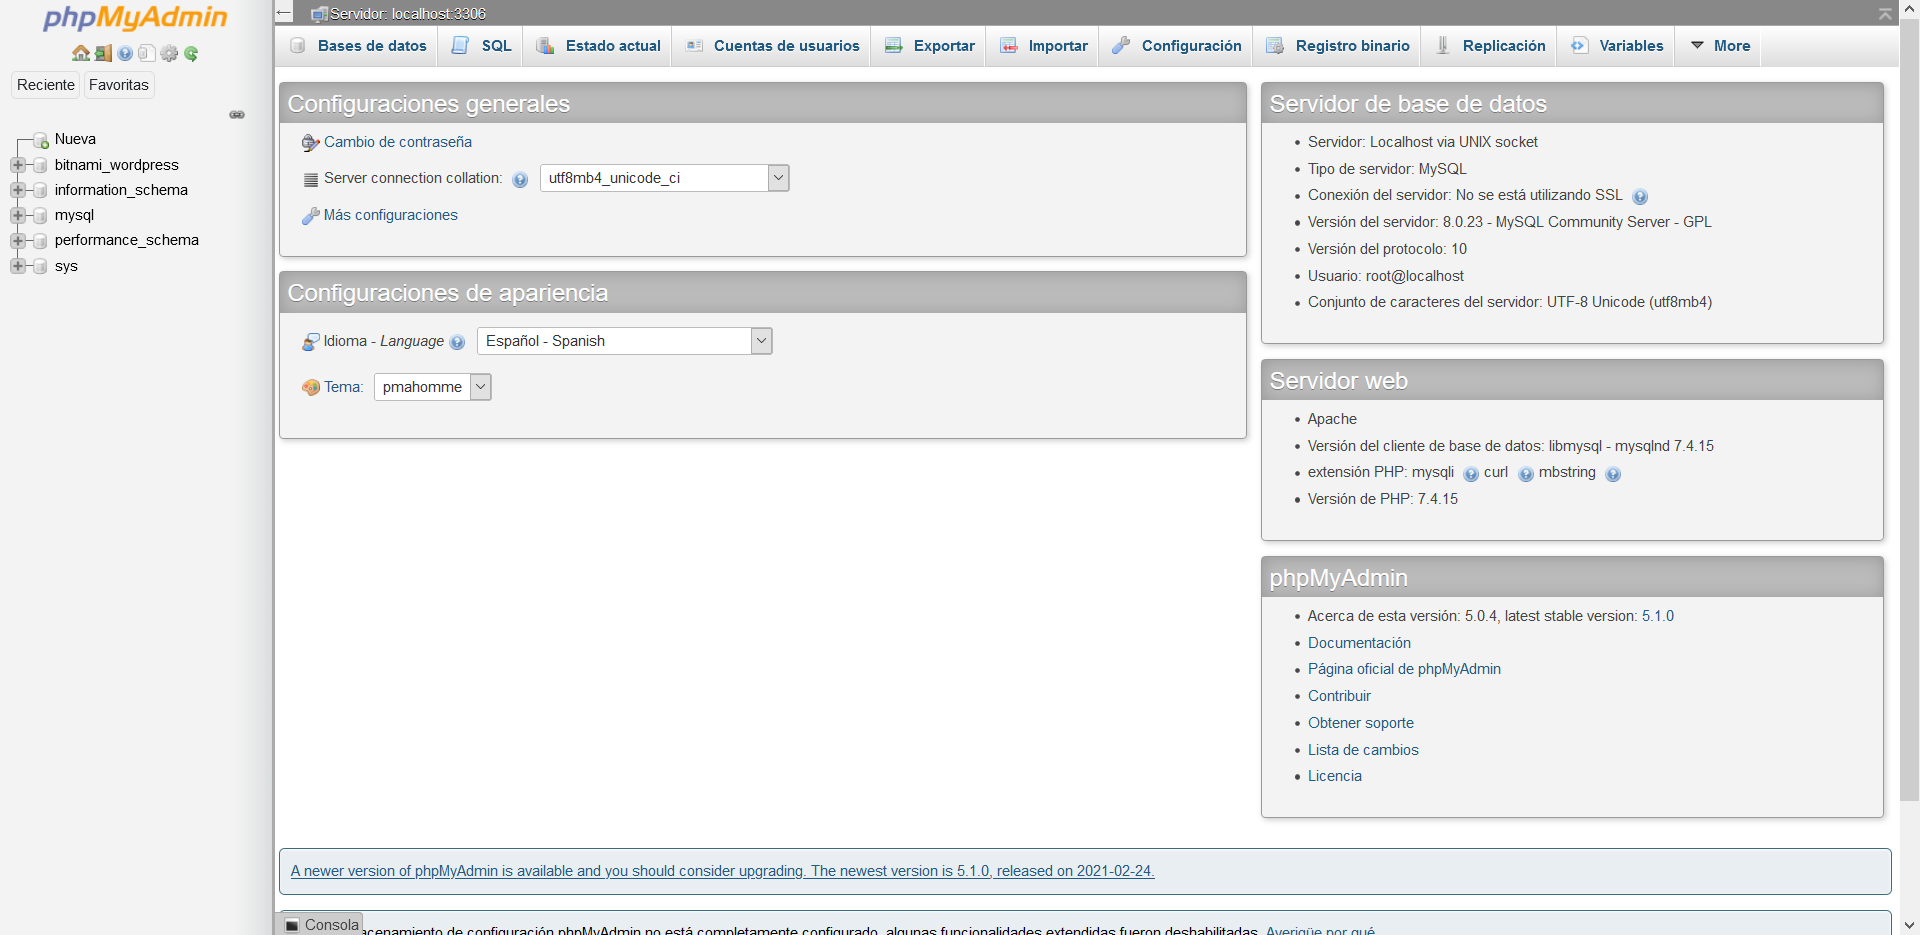 phpMyAdmin
Reciente Favoritas
Nueva
bitnami_wordpress
information_schema
mysql
performance_schema
sys
Servidor: localhost:3306
Bases de datos SQL Estado actual Cuentas de usuarios Exportar Importar Configuración Registro binario Replicación Variables More
Configuraciones generales
Cambio de contraseña
Server connection collation: utf8mb4_unicode_ci
Más configuraciones
Configuraciones de apariencia
Idioma - Language Español - Spanish
Tema: pmahomme
Servidor de base de datos
Servidor: Localhost via UNIX socket
Tipo de servidor: MySQL
Conexión del servidor: No se está utilizando SSL
Versión del servidor: 8.0.23 - MySQL Community Server - GPL
Versión del protocolo: 10
Usuario: root@localhost
Conjunto de caracteres del servidor: UTF-8 Unicode (utf8mb4)
Servidor web
Apache
Versión del cliente de base de datos: libmysql - mysqlnd 7.4.15
extensión PHP: mysqli curl mbstring
Versión de PHP: 7.4.15
phpMyAdmin
Acerca de esta versión: 5.0.4, latest stable version: 5.1.0
Documentación
Página oficial de phpMyAdmin
Contribuir
Obtener soporte
Lista de cambios
Licencia
A newer version of phpMyAdmin is available and you should consider upgrading. The newest version is 5.1.0, released on 2021-02-24.
Consola
acenamiento de configuración phpMyAdmin no está completamente configurado, algunas funcionalidades extendidas fueron deshabilitadas. Averigüe por qué